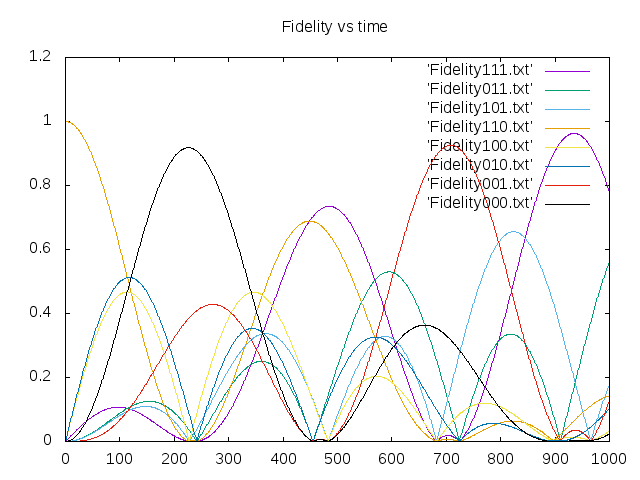 Fidelity vs time
1.2
1
0.8
0.6
0.4
0.2
0
0 100 200 300 400 500 600 700 800 900 1000
'Fidelity111.txt'
'Fidelity011.txt'
'Fidelity101.txt'
'Fidelity110.txt'
'Fidelity100.txt'
'Fidelity010.txt'
'Fidelity001.txt'
'Fidelity000.txt'